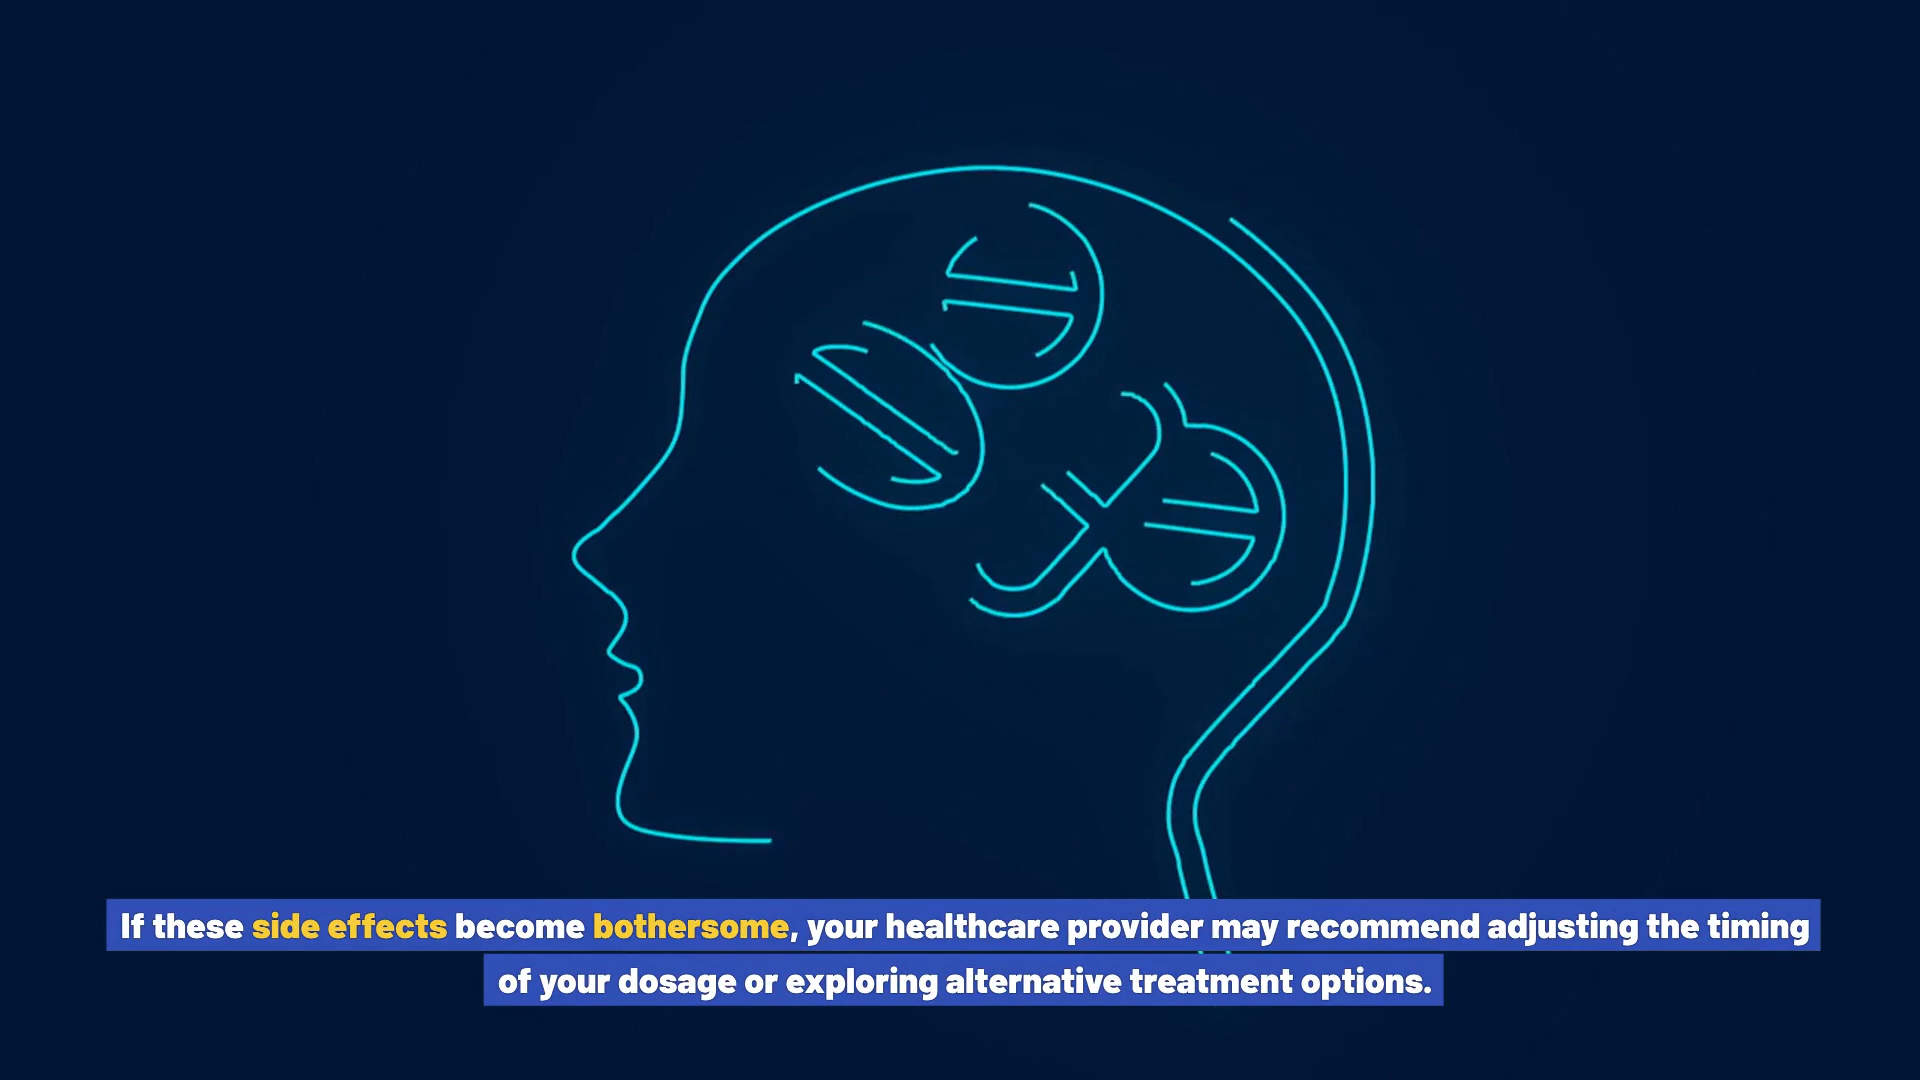 If these side effects become bothersome, your healthcare provider may recommend adjusting the timing
of your dosage or exploring alternative treatment options.